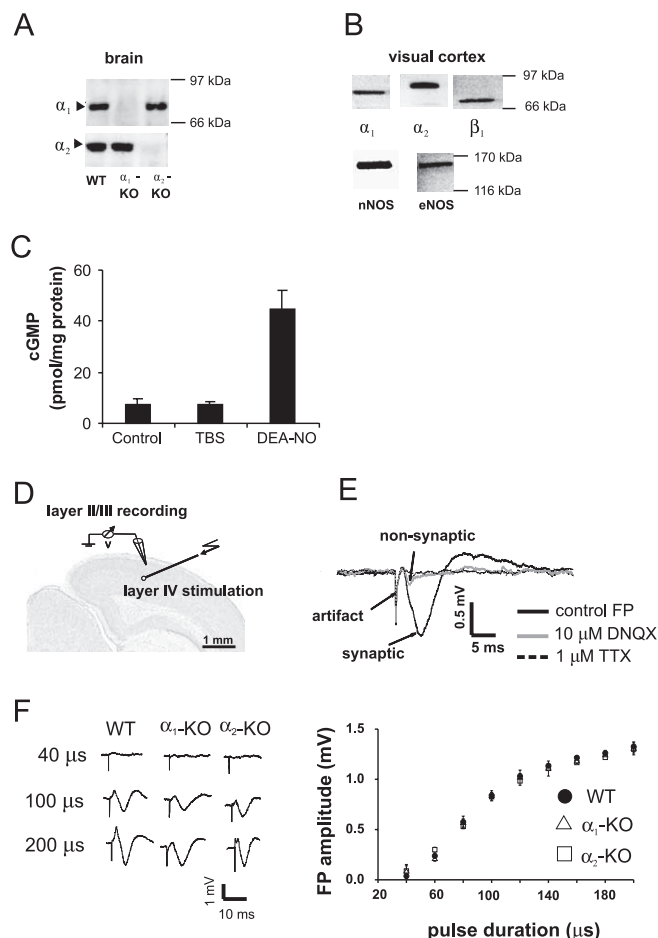 A
brain
97 kDa
α1
66 kDa
α2
WT
α1-KO
α2-KO
B
visual cortex
97 kDa
66 kDa
α1 α2 β1
170 kDa
116 kDa
nNOS eNOS
C
cGMP
(pmol/mg protein)
60
40
20
0
Control TBS DEA-NO
D
layer II/III recording
V
layer IV stimulation
1 mm
E
non-synaptic
artifact
synaptic
0.5 mV
5 ms
control FP
10 µM DNQX
1 µM TTX
F
WT α1-KO α2-KO
40 µs
100 µs
200 µs
1 mV
10 ms
FP amplitude (mV)
1.5
1.0
0.5
0.0
WT
α1-KO
α2-KO
20 60 100 140 180
pulse duration (µs)